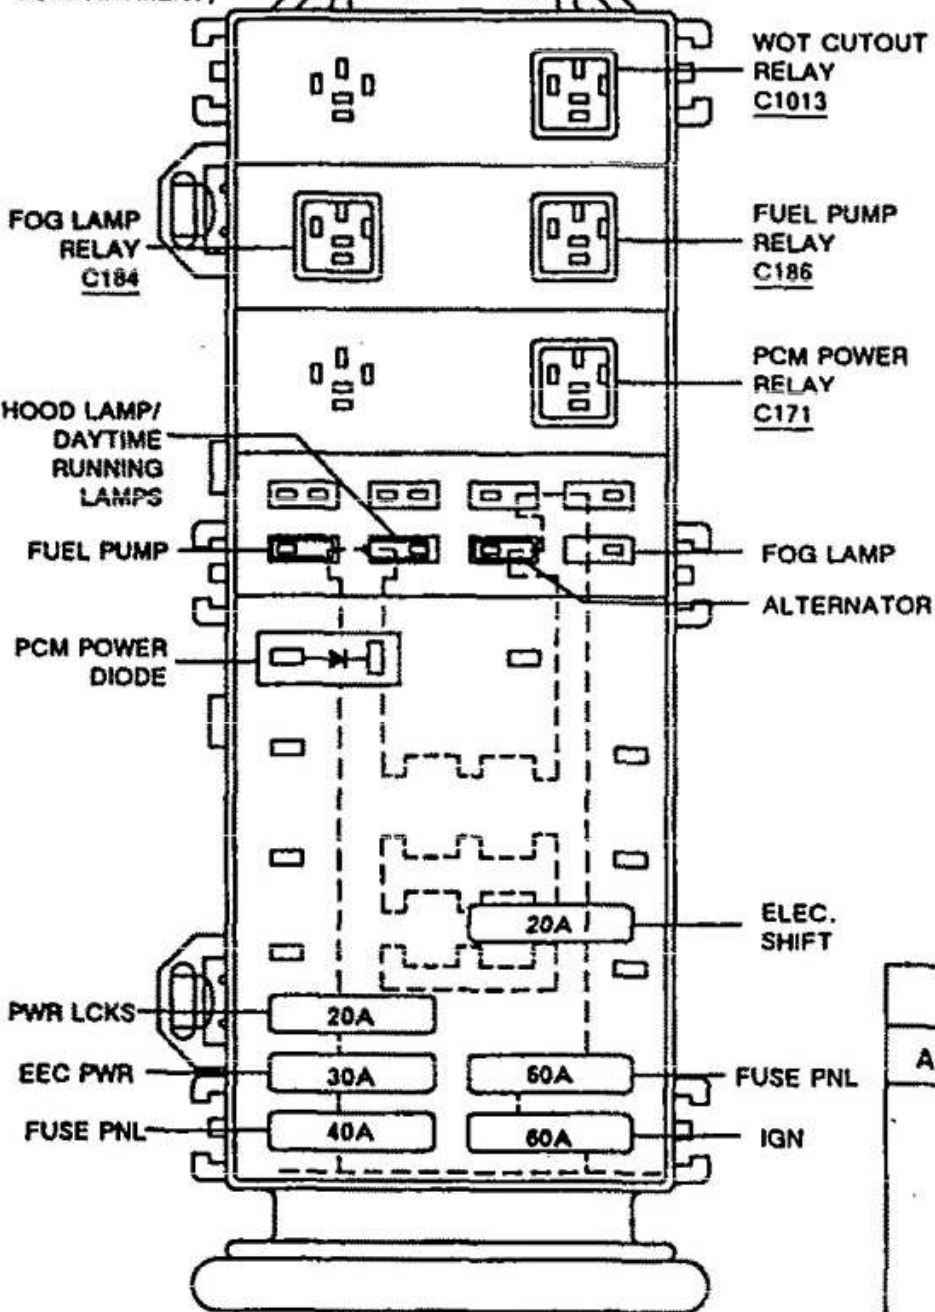 WOT CUTOUT
RELAY
C1013
FOG LAMP
RELAY
C184
FUEL PUMP
RELAY
C186
PCM POWER
RELAY
C171
HOOD LAMP/
DAYTIME
RUNNING
LAMPS
FUEL PUMP
FOG LAMP
ALTERNATOR
PCM POWER
DIODE
20A
ELEC.
SHIFT
PWR LCKS
20A
EEC PWR
30A
60A
FUSE PNL
FUSE PNL
40A
60A
IGN
A